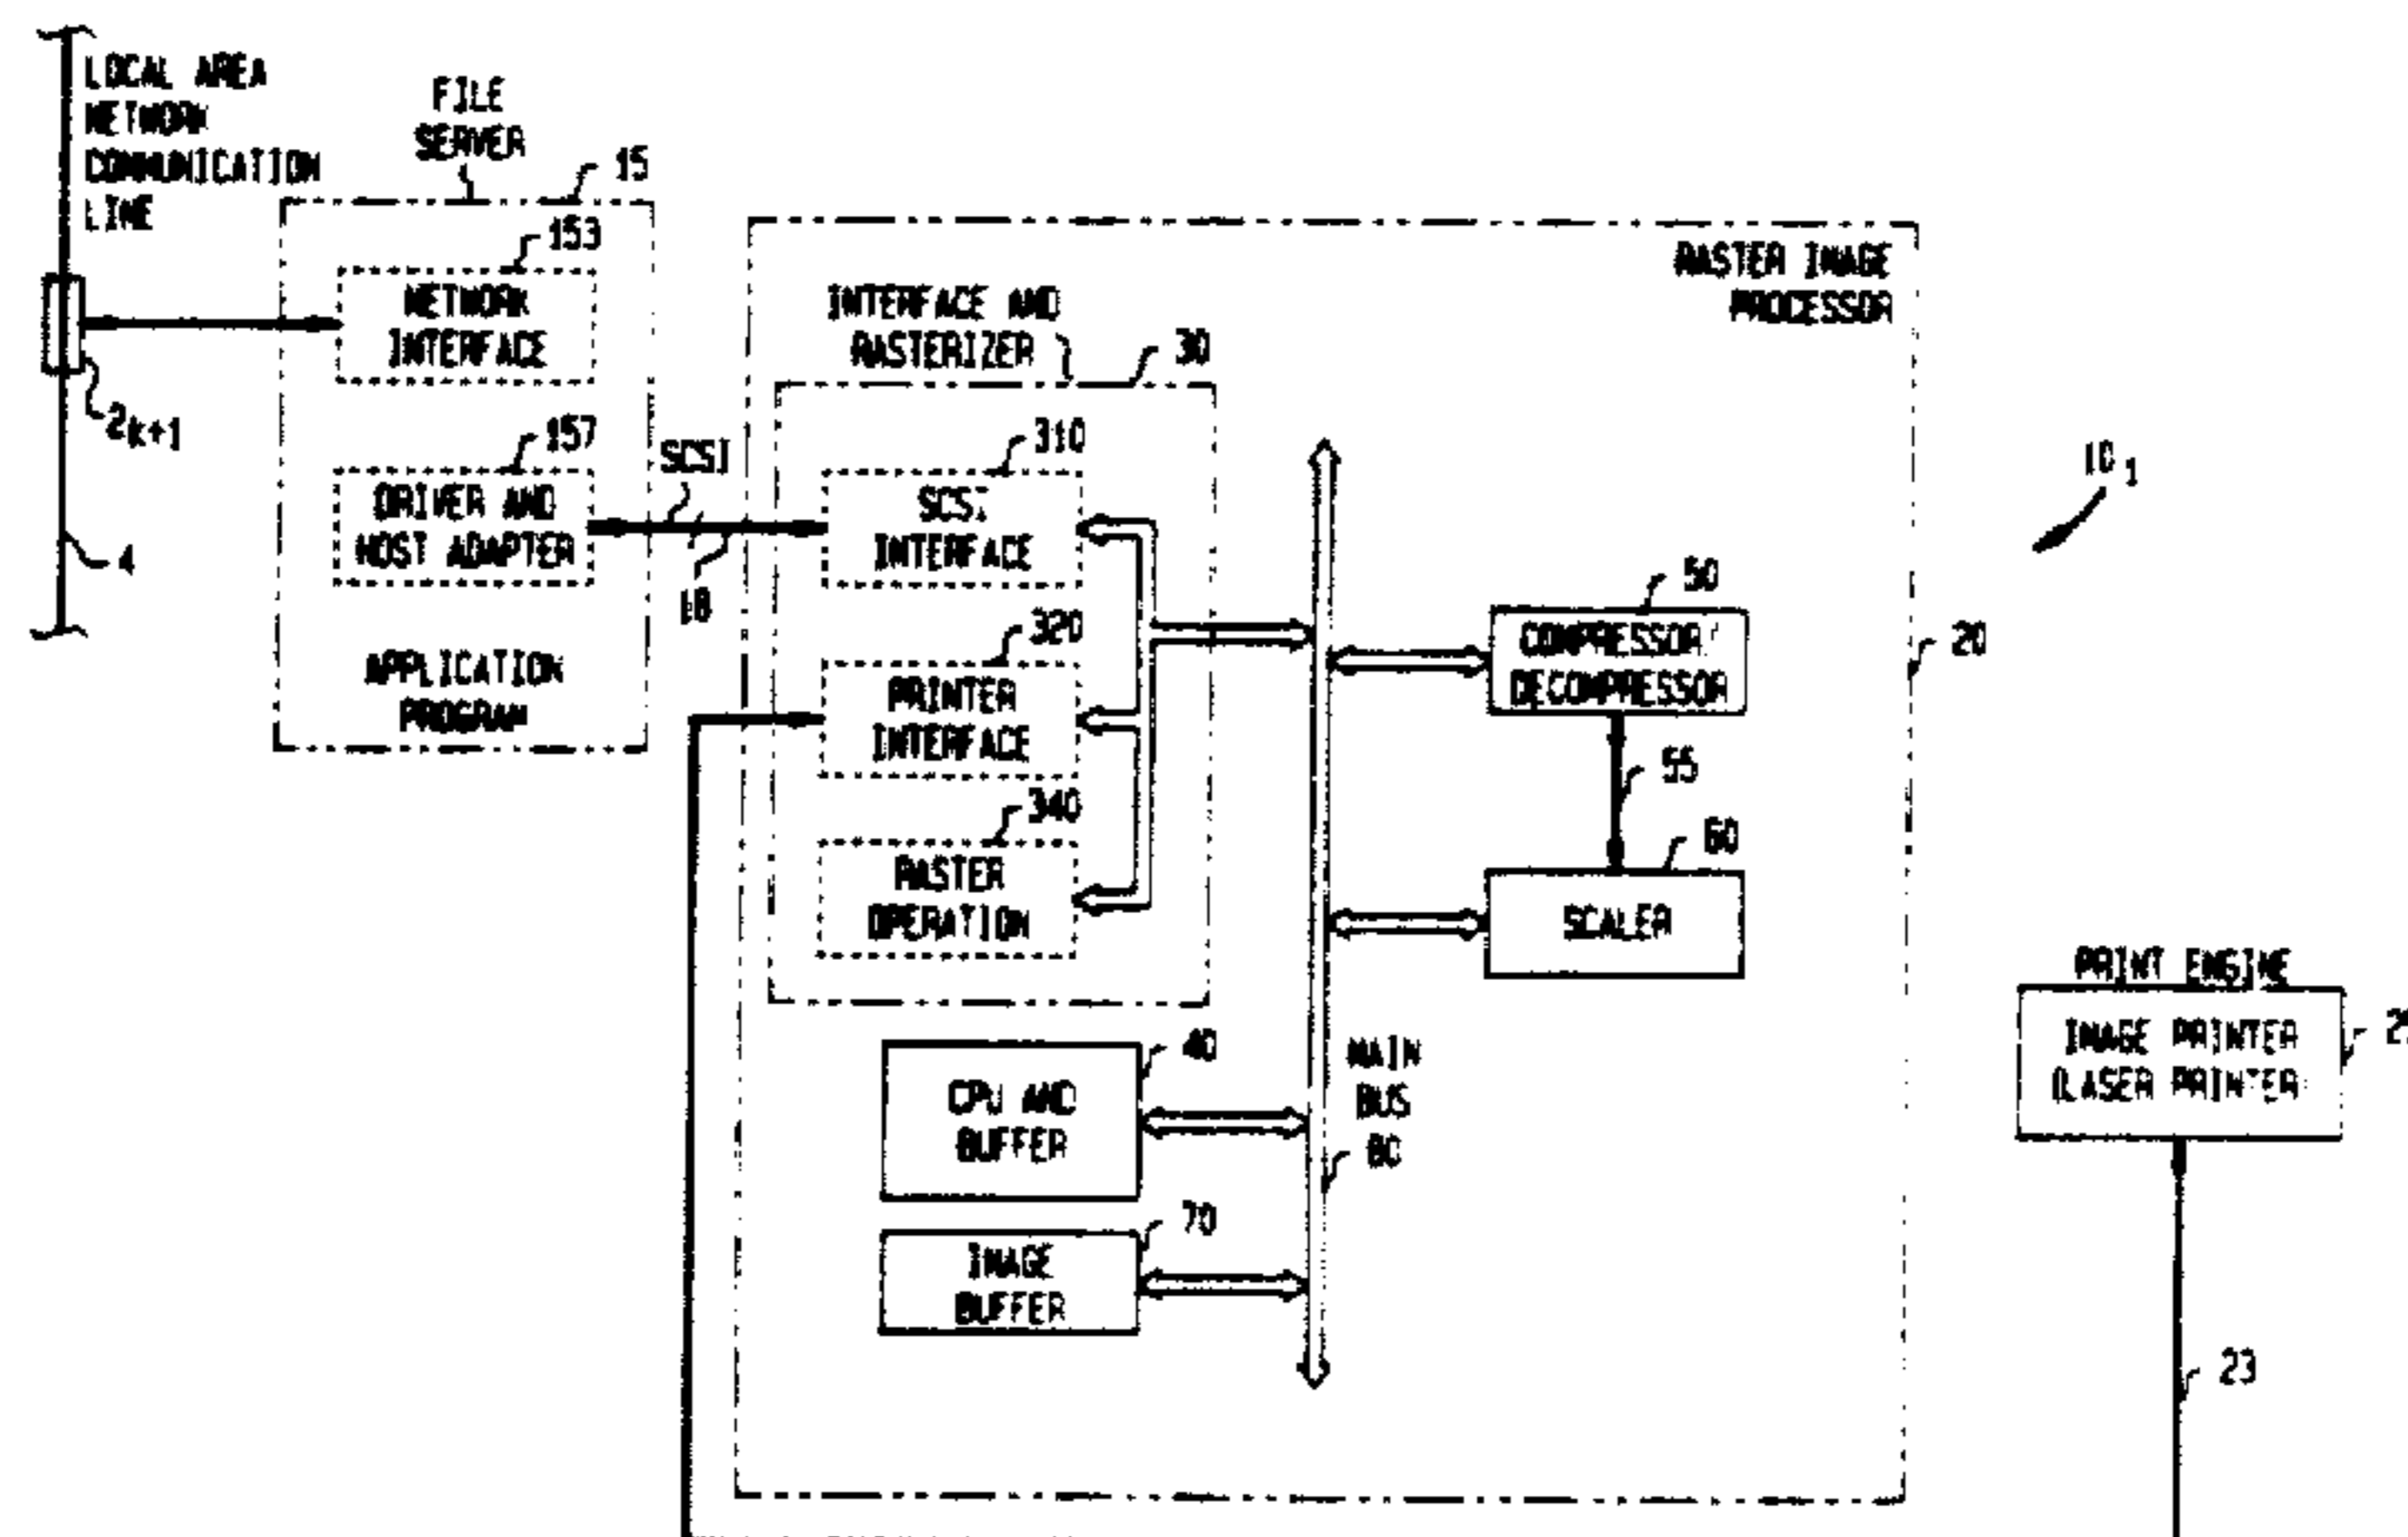 LOCAL AREA
NETWORK
COMMUNICATION
LINE
FILE
SERVER
15
153
NETWORK
INTERFACE
2k+1
157
DRIVER AND
HOST ADAPTER
4
APPLICATION
PROGRAM
SCSI
18
RASTER IMAGE
PROCESSOR
INTERFACE AND
RASTERIZER
30
310
SCSI
INTERFACE
320
PRINTER
INTERFACE
340
RASTER
OPERATION
10 1
50
COMPRESSOR/
DECOMPRESSOR
20
55
60
SCALER
40
CPU AND
BUFFER
MAIN
BUS
80
70
IMAGE
BUFFER
PRINT ENGINE
IMAGE PRINTER
(LASER PRINTER
23